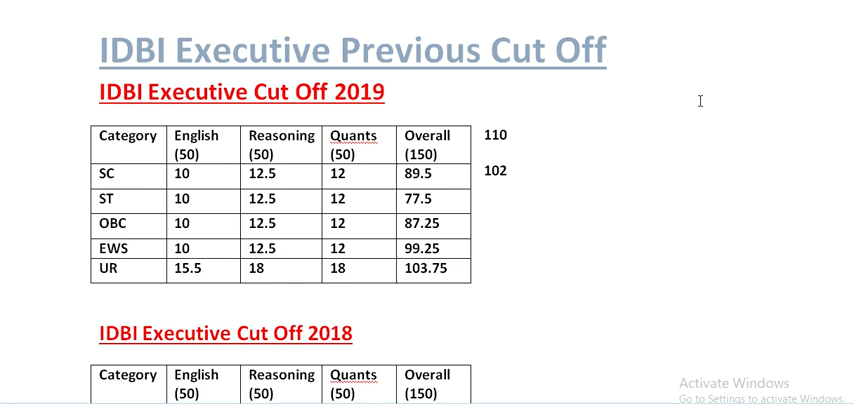 IDBI Executive Previous Cut Off
IDBI Executive Cut Off 2019
Category English (50) Reasoning (50) Quants (50) Overall (150) 110
SC 10 12.5 12 89.5 102
ST 10 12.5 12 77.5
OBC 10 12.5 12 87.25
EWS 10 12.5 12 99.25
UR 15.5 18 18 103.75
IDBI Executive Cut Off 2018
Category English (50) Reasoning (50) Quants (50) Overall (150)
Activate Windows
Go to Settings to activate Windows.